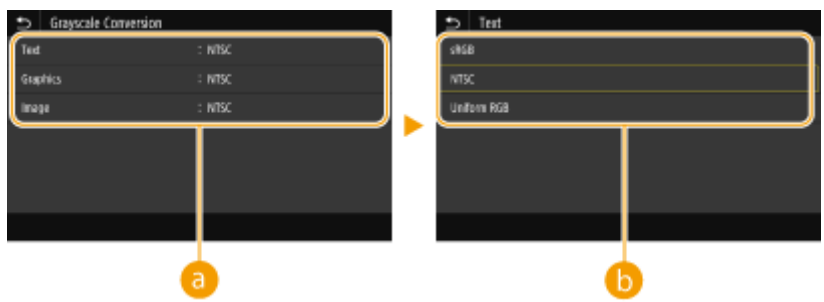 Grayscale Conversion
Text : NTSC
Graphics : NTSC
Image : NTSC
a
Text
sRGB
NTSC
Uniform RGB
b